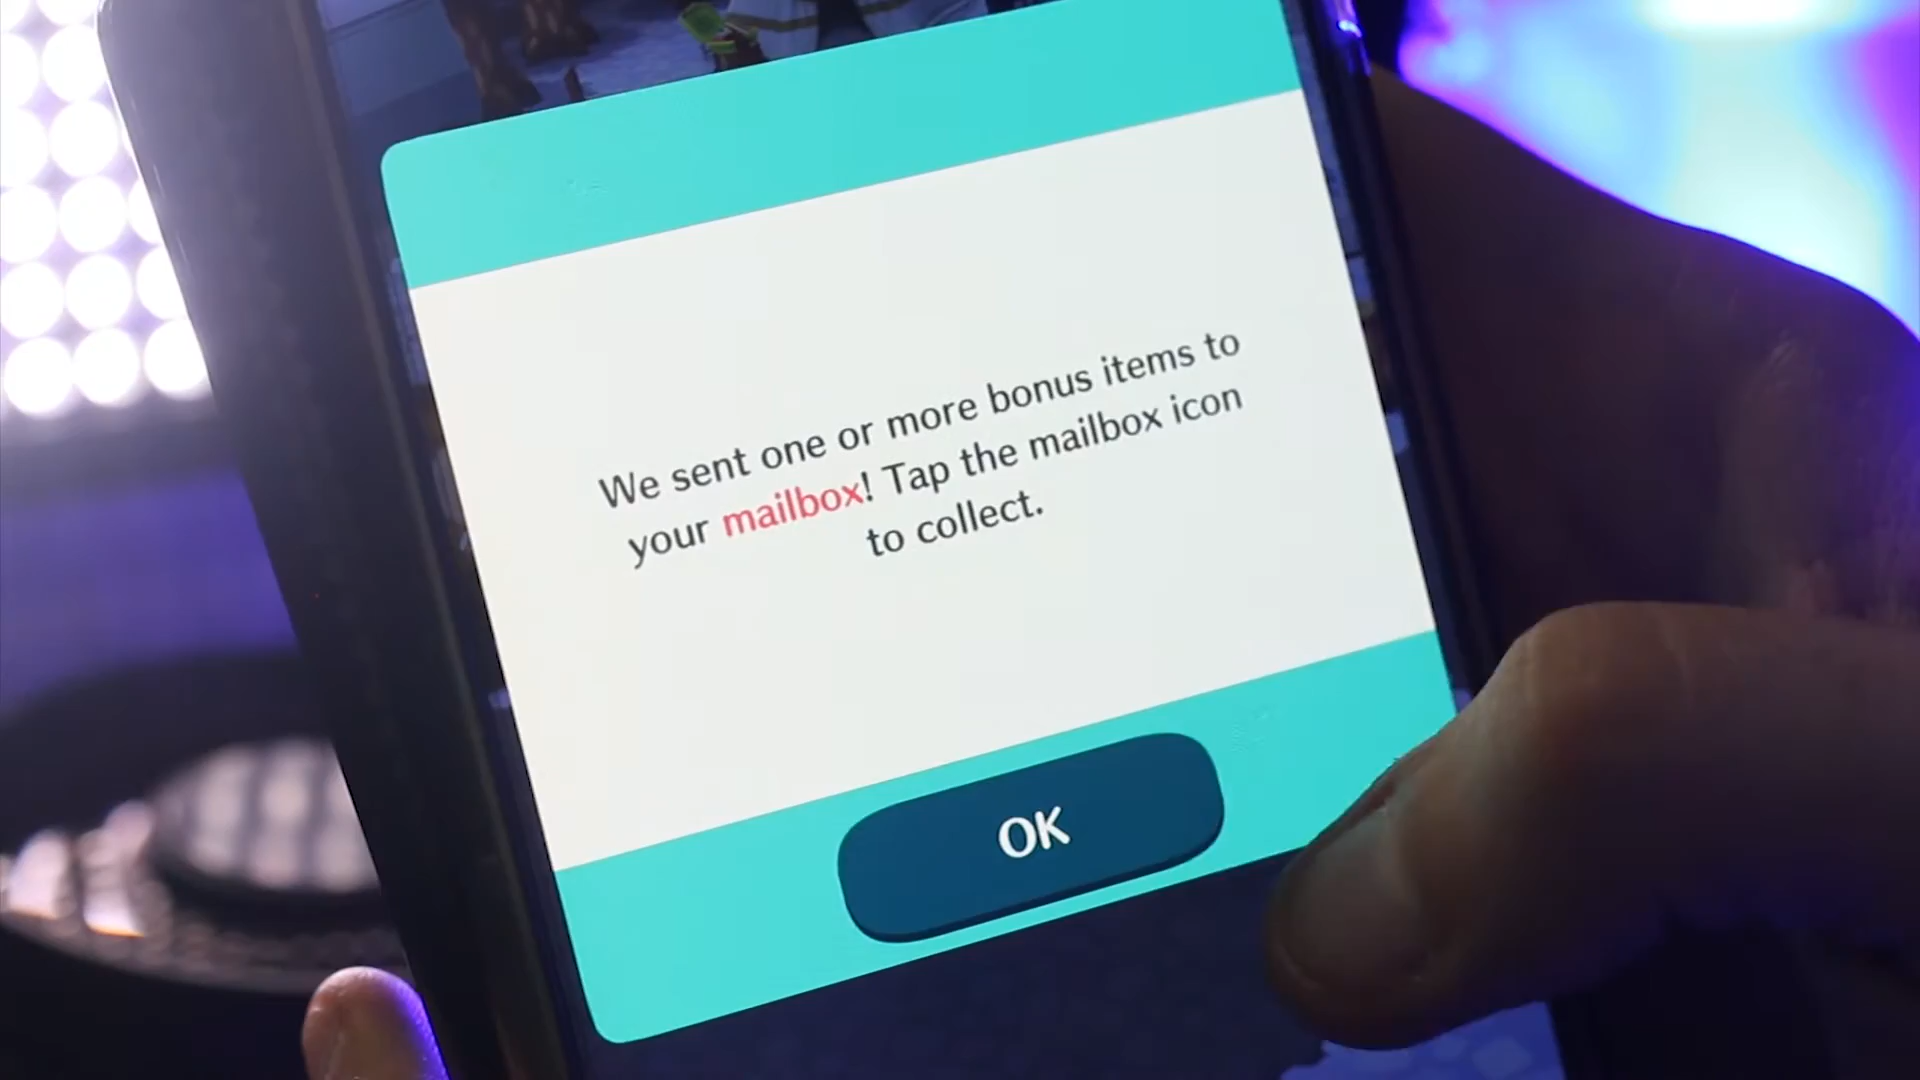 We sent one or more bonus items to
your mailbox! Tap the mailbox icon
to collect.
OK